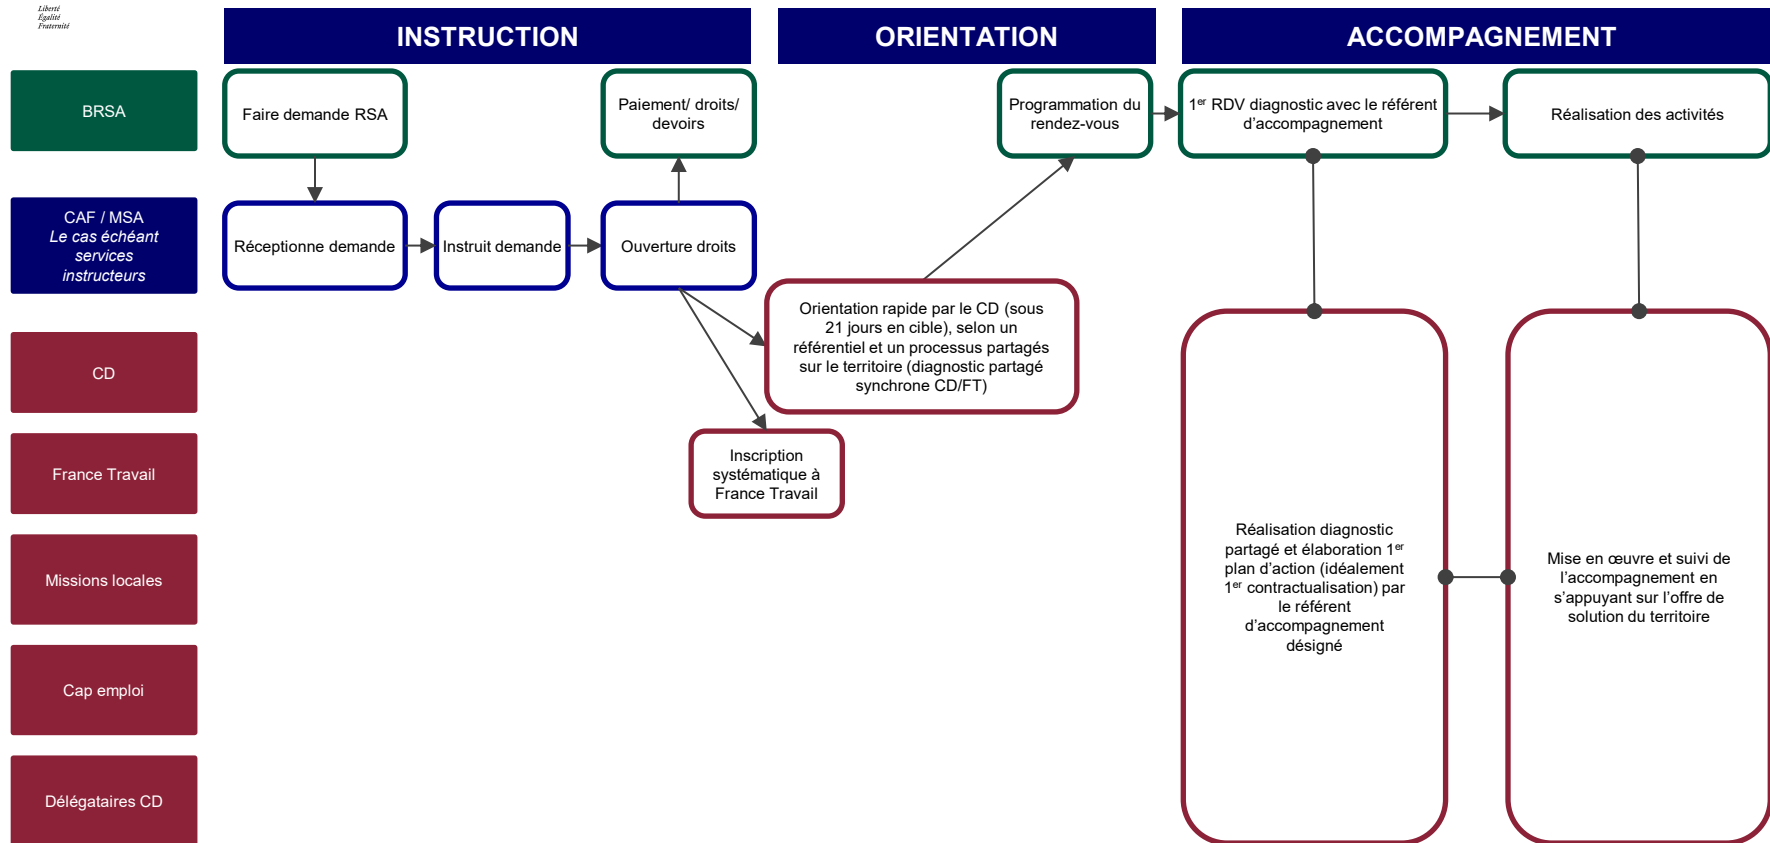 Liberté
Égalité
Fraternité
INSTRUCTION
ORIENTATION
ACCOMPAGNEMENT
BRSA
Faire demande RSA
Paiement/ droits/
devoirs
Programmation du
rendez-vous
1er RDV diagnostic avec le référent
d'accompagnement
Réalisation des activités
CAF / MSA
Le cas échéant
services
instructeurs
Réceptionne demande
Instruit demande
Ouverture droits
Orientation rapide par le CD (sous
21 jours en cible), selon un
référentiel et un processus partagés
sur le territoire (diagnostic partagé
synchrone CD/FT)
CD
France Travail
Inscription
systématique à
France Travail
Missions locales
Réalisation diagnostic
partagé et élaboration 1er
plan d'action (idéalement
1er contractualisation) par
le référent
d'accompagnement
désigné
Mise en œuvre et suivi de
l'accompagnement en
s'appuyant sur l'offre de
solution du territoire
Cap emploi
Délégataires CD